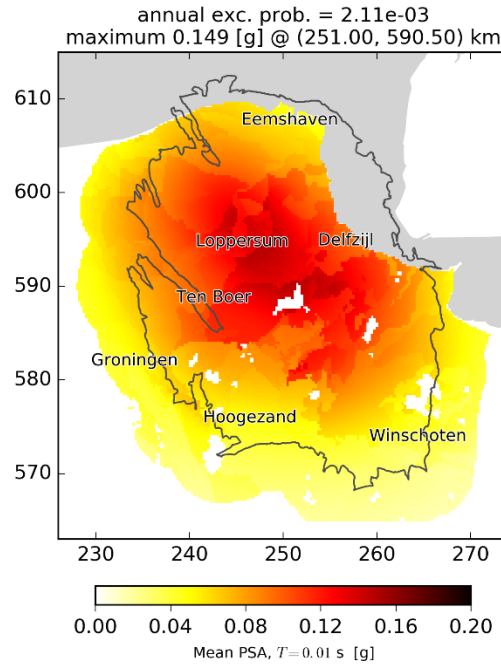 annual exc. prob. = 2.11e-03
maximum 0.149 [g] @ (251.00, 590.50) km
610
600
590
580
570
Eemshaven
Loppersum
Delfzijl
Ten Boer
Groningen
Hoogezand
Winschoten
230
240
250
260
270
0.00
0.04
0.08
0.12
0.16
0.20
Mean PSA, T=0.01 s [g]